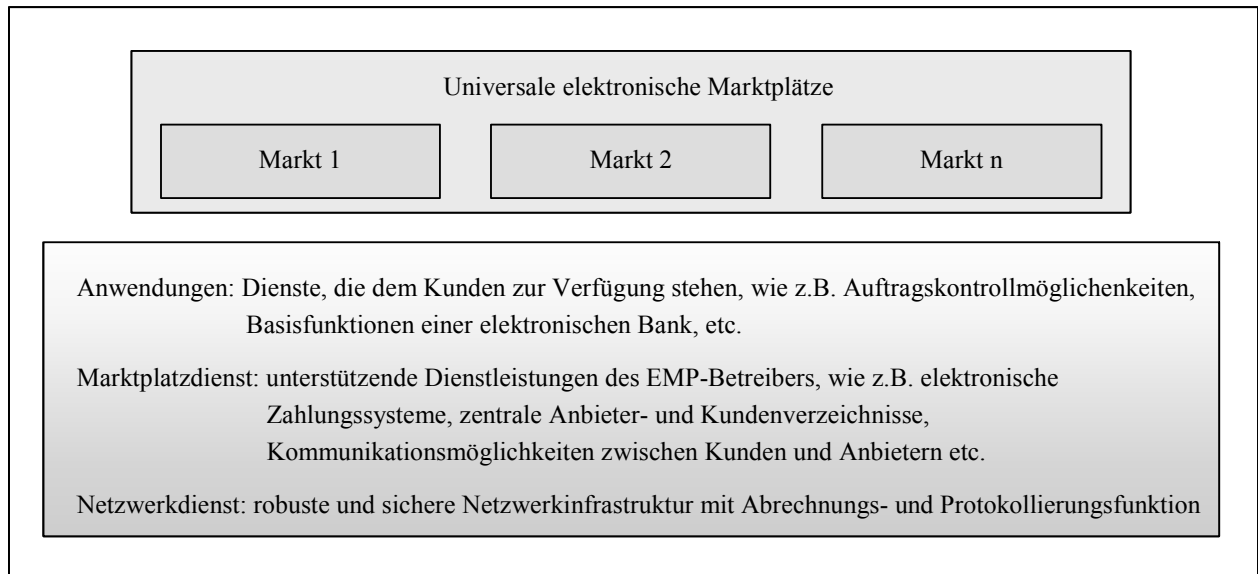 Universale elektronische Marktplätze
Markt 1
Markt 2
Markt n
Anwendungen: Dienste, die dem Kunden zur Verfügung stehen, wie z.B. Auftragskontrollmöglichenkeiten,
Basisfunktionen einer elektronischen Bank, etc.
Marktplatzdienst: unterstützende Dienstleistungen des EMP-Betreibers, wie z.B. elektronische
Zahlungssysteme, zentrale Anbieter- und Kundenverzeichnisse,
Kommunikationsmöglichkeiten zwischen Kunden und Anbietern etc.
Netzwerkdienst: robuste und sichere Netzwerkinfrastruktur mit Abrechnungs- und Protokollierungsfunktion